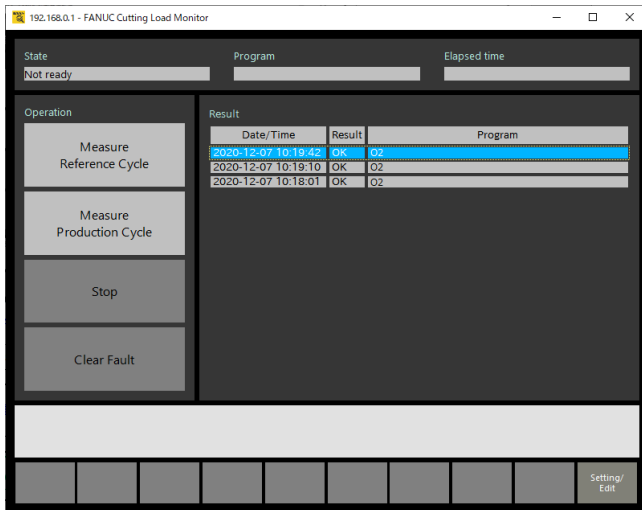 192.168.0.1 - FANUC Cutting Load Monitor
State
Program
Elapsed time
Not ready
Operation
Measure
Reference Cycle
Measure
Production Cycle
Stop
Clear Fault
Result
Date/Time Result Program
2020-12-07 10:19:42 OK O2
2020-12-07 10:19:10 OK O2
2020-12-07 10:18:01 OK O2
Setting/
Edit